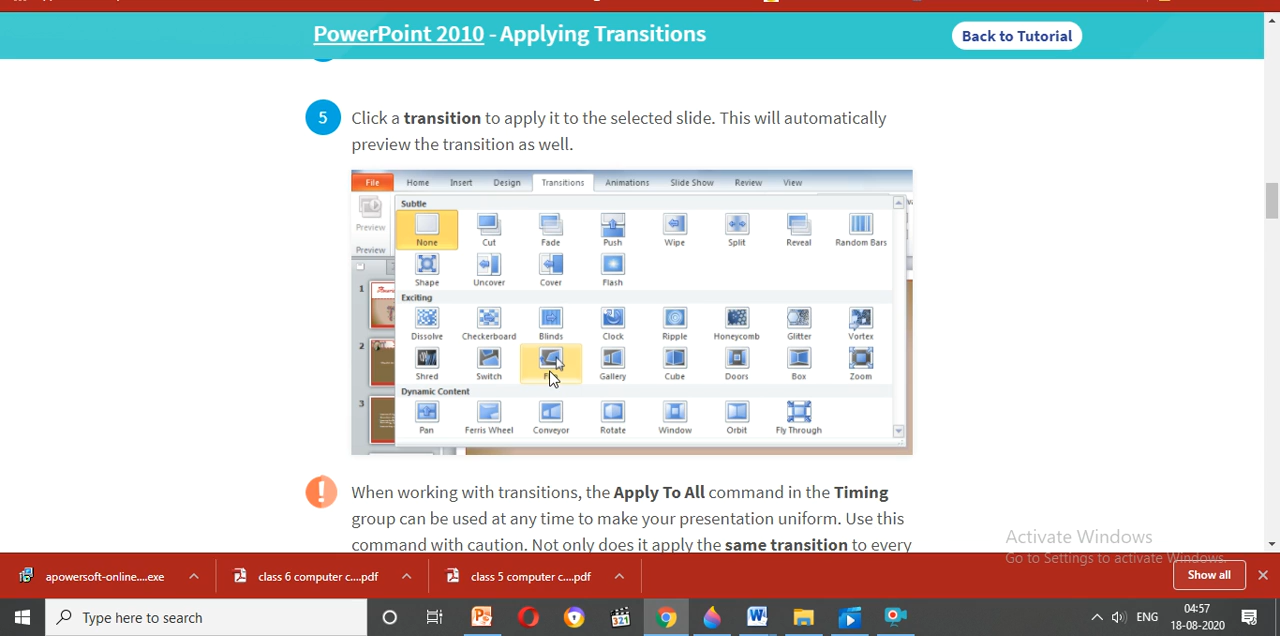 PowerPoint 2010 - Applying Transitions
Back to Tutorial
5
Click a transition to apply it to the selected slide. This will automatically
preview the transition as well.
File Home Insert Design Transitions Animations Slide Show Review View
Preview
Preview
Subtle
None Cut Fade Push Wipe Split Reveal Random Bars
Shape Uncover Cover Flash
Exciting
Dissolve Checkerboard Blinds Clock Ripple Honeycomb Glitter Vortex
Shred Switch Gallery Cube Doors Box Zoom
Dynamic Content
Pan Ferris Wheel Conveyor Rotate Window Orbit Fly Through
1
2
3
!
When working with transitions, the Apply To All command in the Timing
group can be used at any time to make your presentation uniform. Use this
command with caution. Not only does it apply the same transition to every
Activate Windows
Go to Settings to activate Windows.
apowersoft-online....exe
class 6 computer c....pdf
class 5 computer c....pdf
Show all
Type here to search
321
W
ENG
04:57
18-08-2020